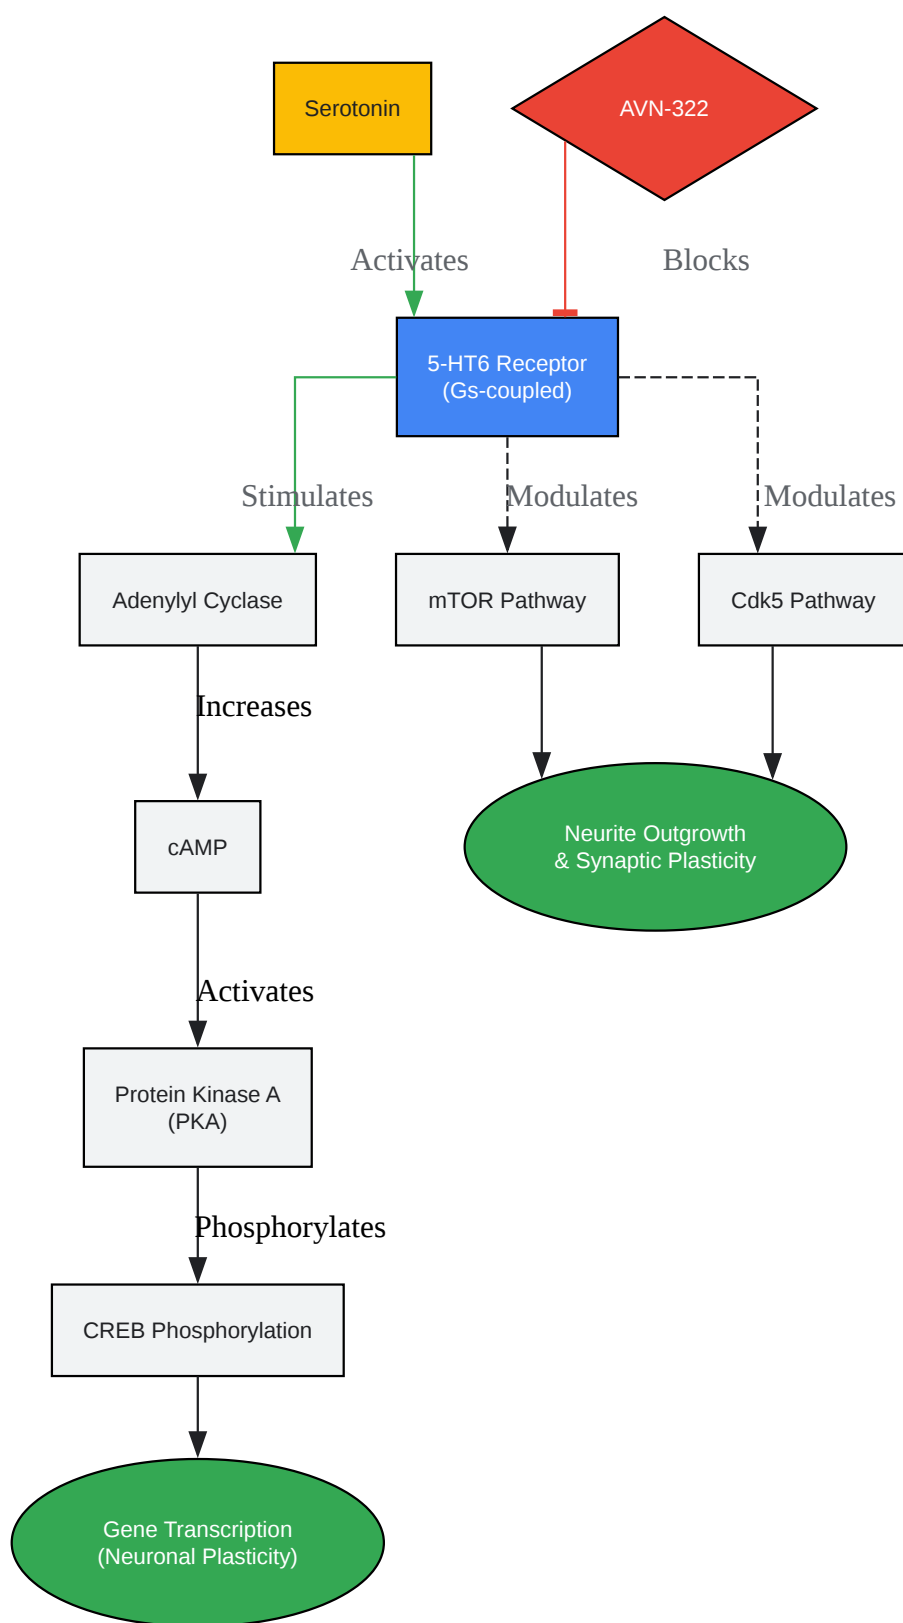 Serotonin
AVN-322
Activates
Blocks
5-HT6 Receptor
(Gs-coupled)
Stimulates
Modulates
Modulates
Adenylyl Cyclase
mTOR Pathway
Cdk5 Pathway
Increases
cAMP
Neurite Outgrowth
& Synaptic Plasticity
Activates
Protein Kinase A
(PKA)
Phosphorylates
CREB Phosphorylation
Gene Transcription
(Neuronal Plasticity)